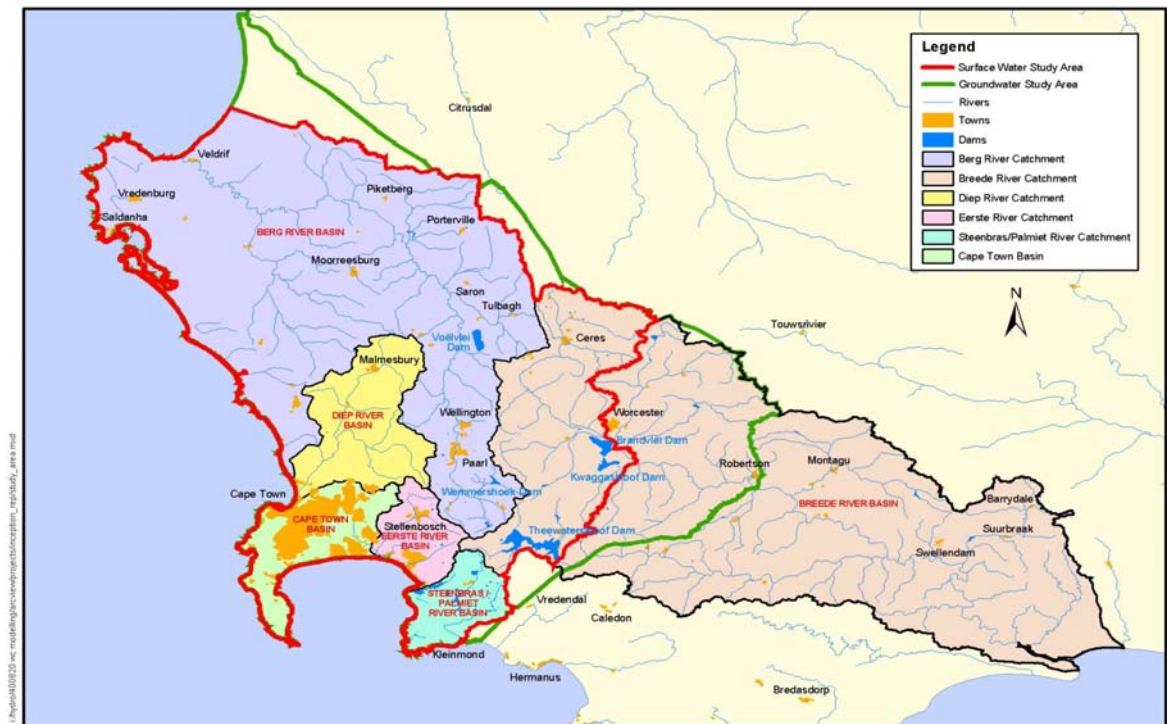 Legend
Surface Water Study Area
Groundwater Study Area
Rivers
Towns
Dams
Berg River Catchment
Breede River Catchment
Diep River Catchment
Eerste River Catchment
Steenbras/Palmiet River Catchment
Cape Town Basin
N
Citrusdal
Veldrif
Vredenburg
Saldanha
Piketberg
Porterville
BERG RIVER BASIN
Moorreesburg
Saron
Tulbagh
Voelvlei
Dam
Ceres
Touwsrivier
Malmesbury
DIEP RIVER
BASIN
Wellington
Paarl
Worcester
Brandvlei Dam
Kwaggaskloof Dam
Wemmershoek Dam
Robertson
Montagu
BREEDE RIVER BASIN
Barrydale
Suurbraak
Swellendam
Cape Town
CAPE TOWN
BASIN
Stellenbosch
EERSTE RIVER
BASIN
Theewaterskloof Dam
STEENBRAS /
PALMIET
RIVER BASIN
Vredendal
Caledon
Kleinmond
Hermanus
Bredasdorp